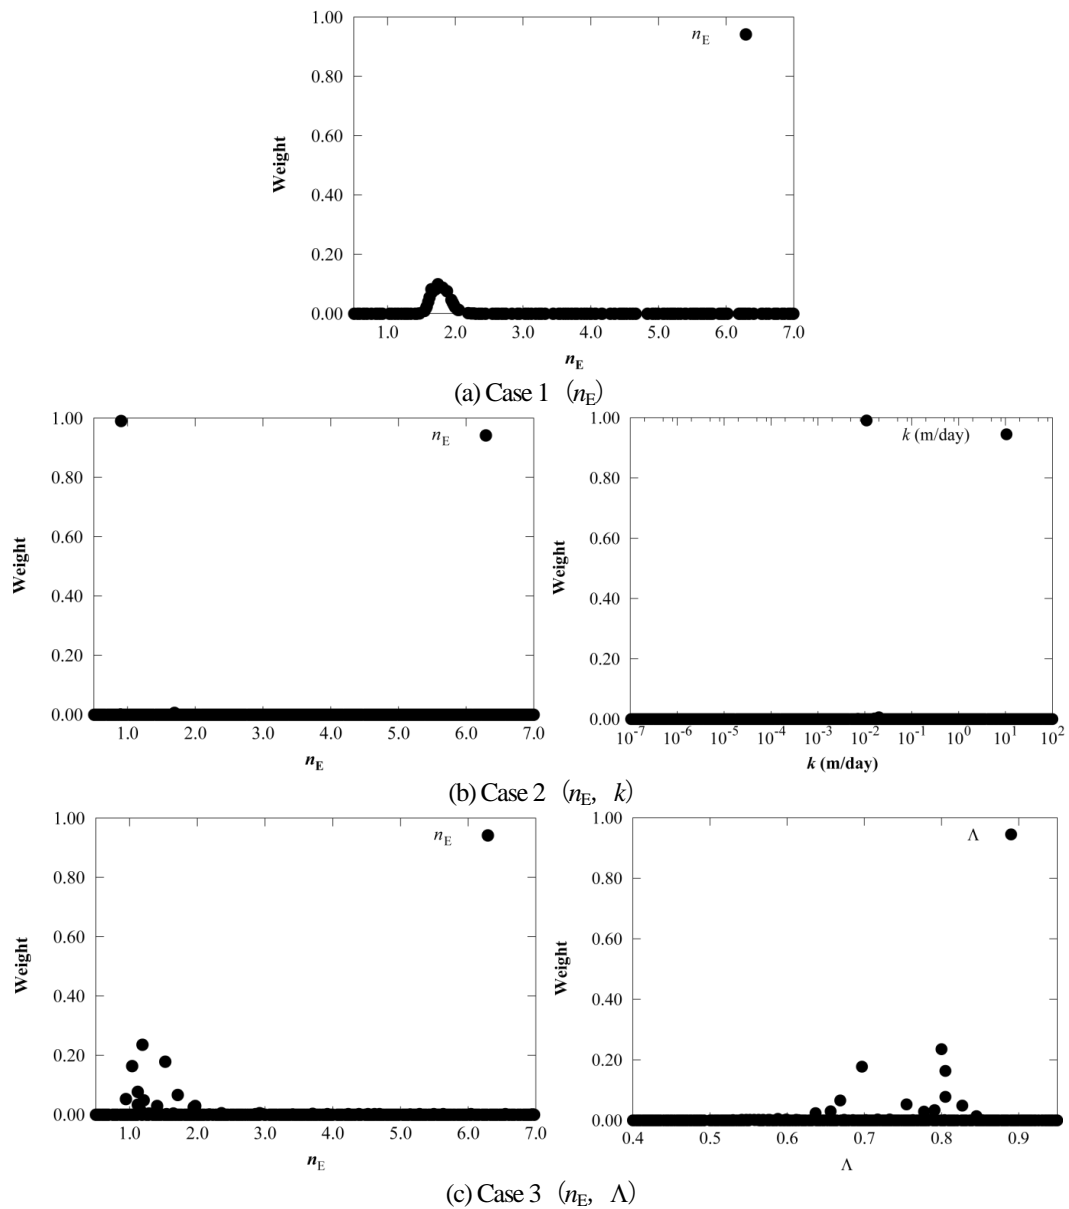 1.00
n_E
0.80
0.60
Weight
0.40
0.20
0.00
1.0 2.0 3.0 4.0 5.0 6.0 7.0
n_E
(a) Case 1 (n_E)
1.00 1.00
n_E k (m/day)
0.80 0.80
0.60 0.60
Weight Weight
0.40 0.40
0.20 0.20
0.00 0.00
1.0 2.0 3.0 4.0 5.0 6.0 7.0 10^-7 10^-6 10^-5 10^-4 10^-3 10^-2 10^-1 10^0 10^1 10^2
n_E k (m/day)
(b) Case 2 (n_E, k)
1.00 1.00
n_E Λ
0.80 0.80
0.60 0.60
Weight Weight
0.40 0.40
0.20 0.20
0.00 0.00
1.0 2.0 3.0 4.0 5.0 6.0 7.0 0.4 0.5 0.6 0.7 0.8 0.9
n_E Λ
(c) Case 3 (n_E, Λ)